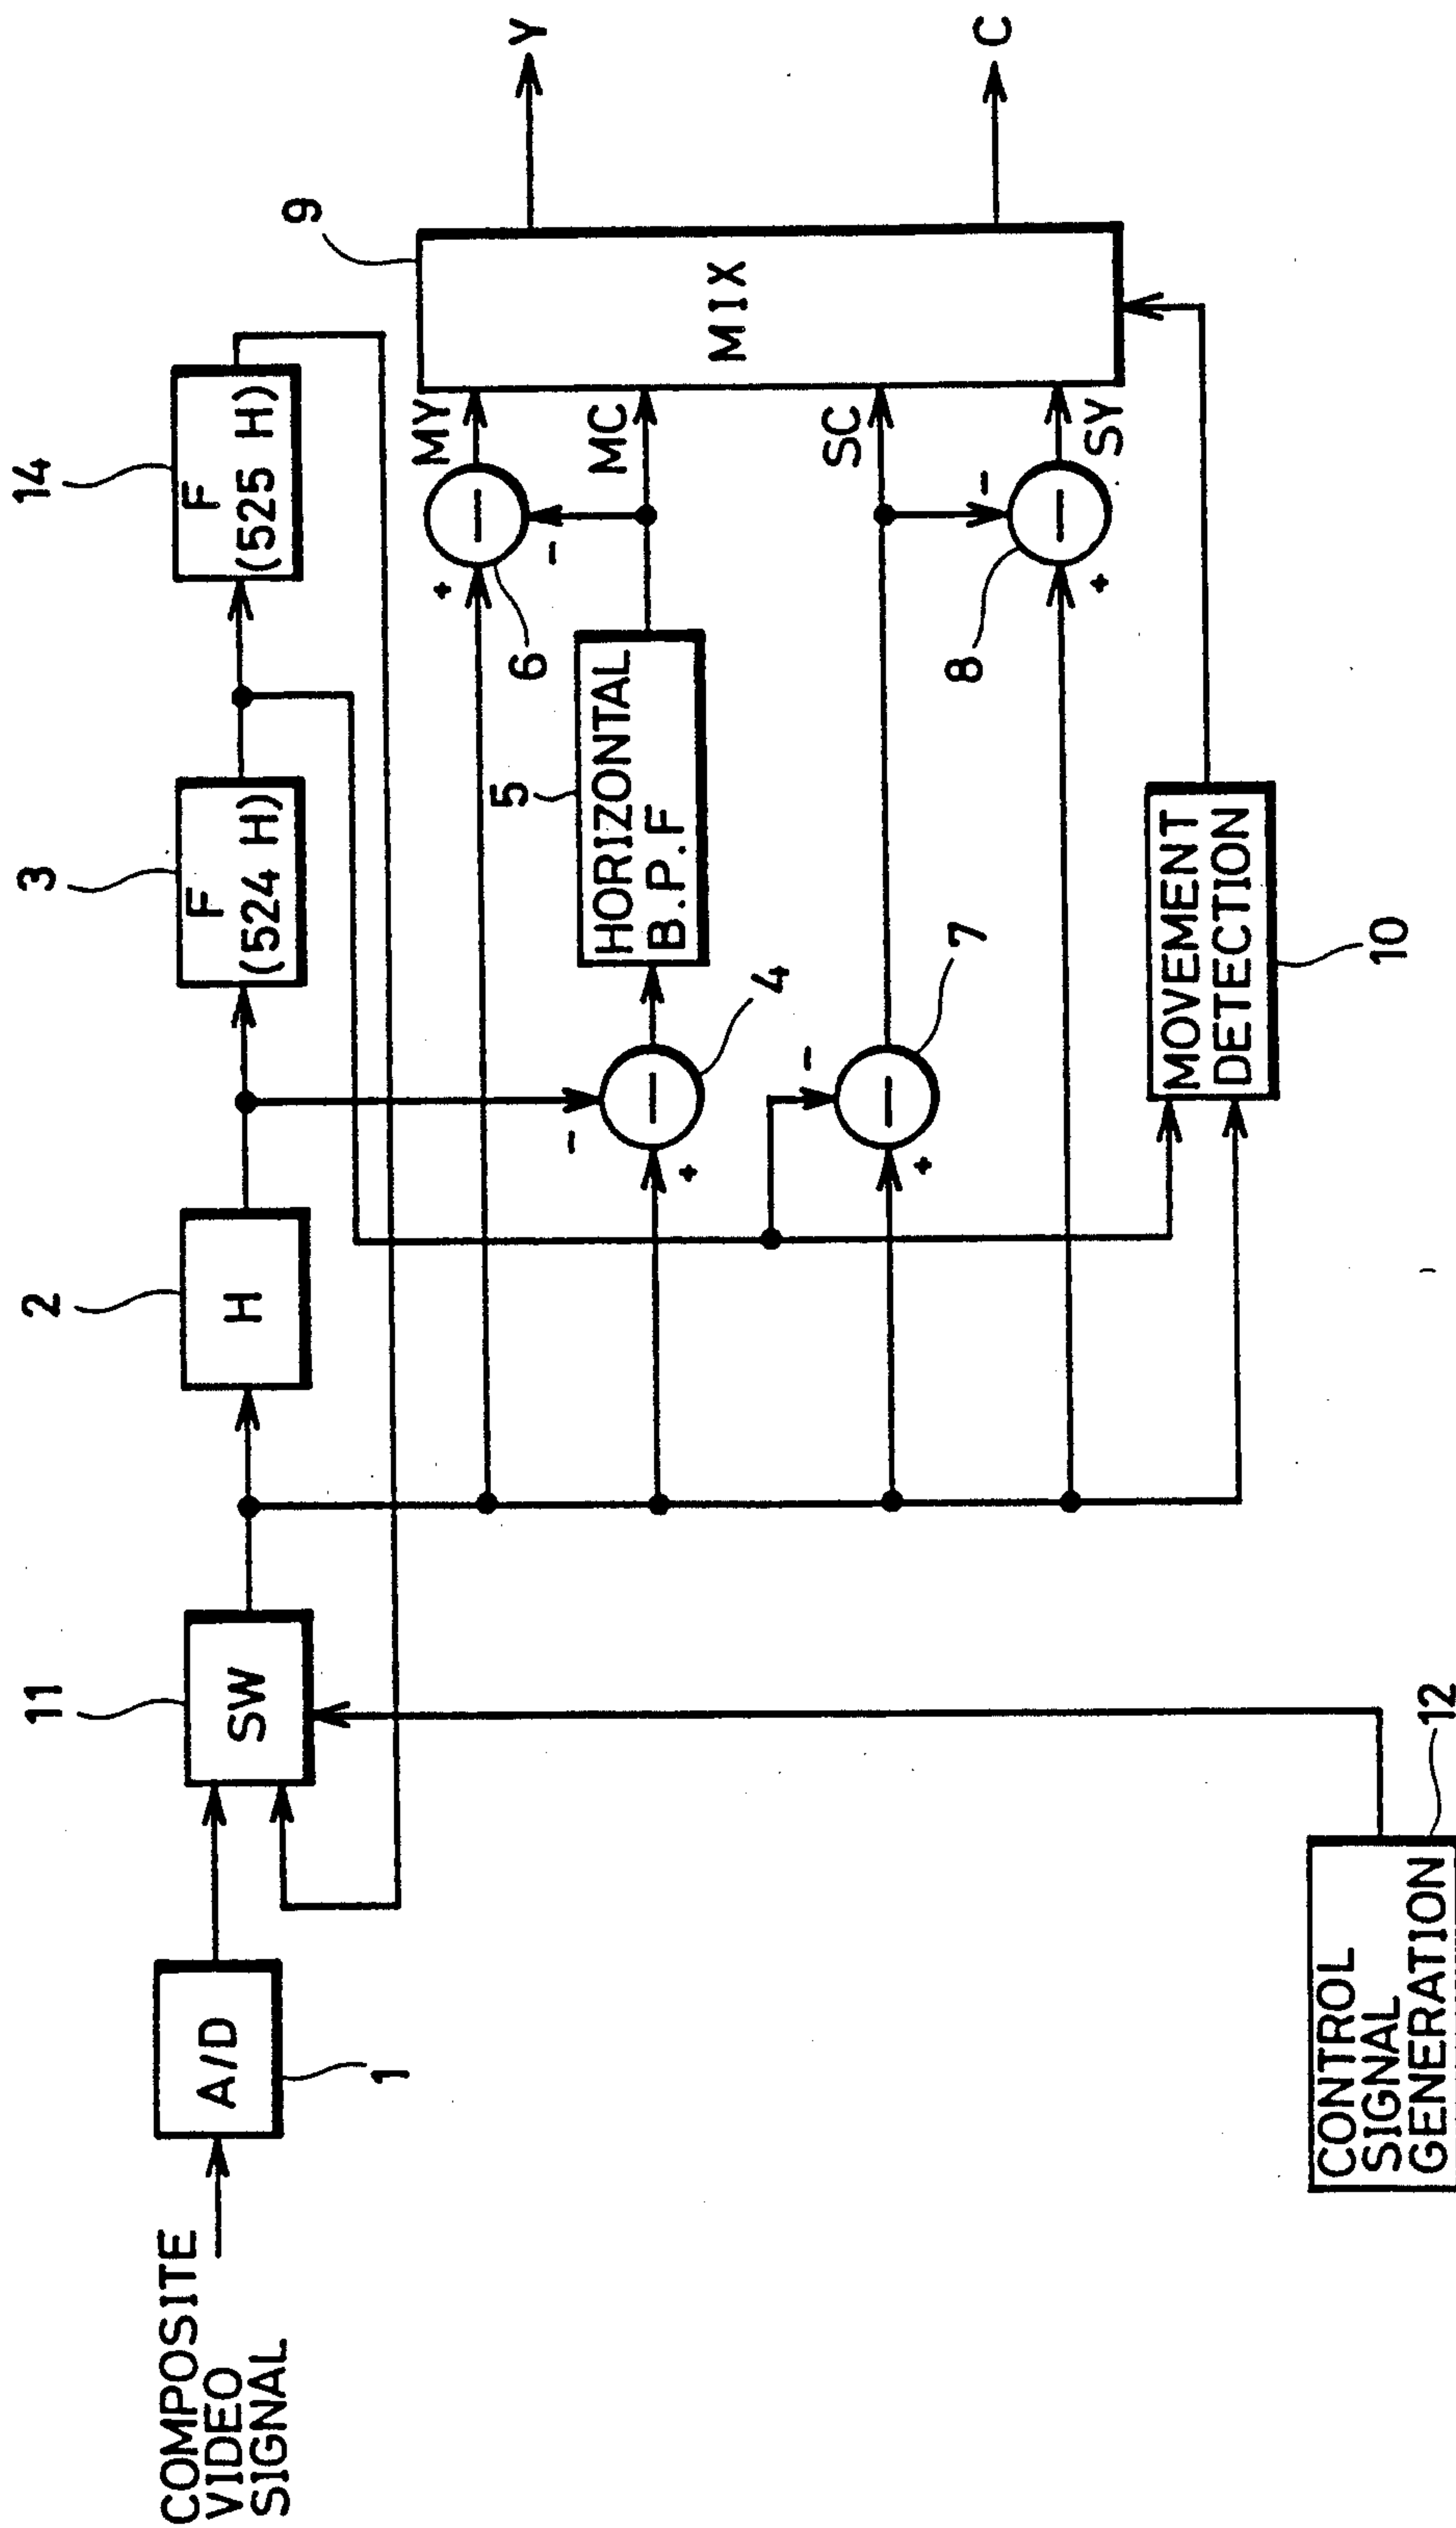 COMPOSITE
VIDEO
SIGNAL
A/D
1
SW
11
H
2
F
(524 H)
3
F
(525 H)
14
+
-
4
HORIZONTAL
B.P.F
5
+
-
6
MY
MC
+
-
7
SC
+
-
8
SY
MIX
9
Y
C
MOVEMENT
DETECTION
10
CONTROL
SIGNAL
GENERATION
12